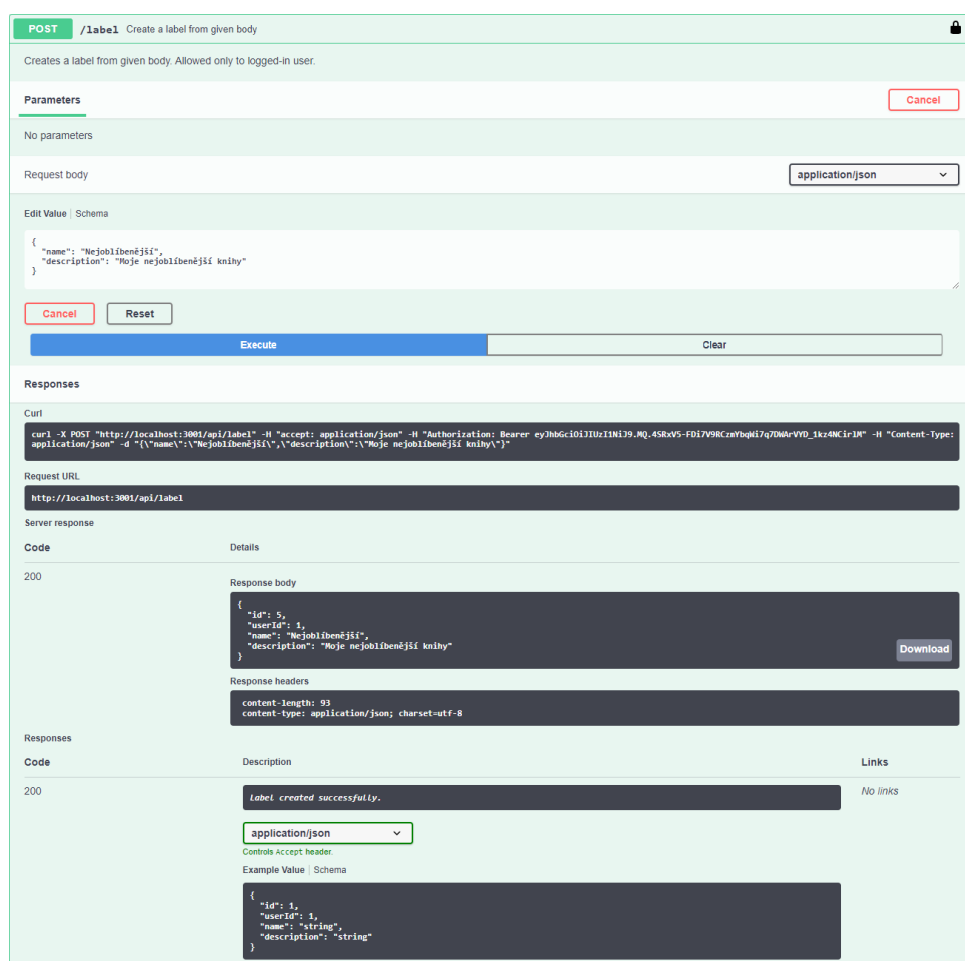 POST /label Create a label from given body
Creates a label from given body. Allowed only to logged-in user.
Parameters Cancel
No parameters
Request body application/json
Edit Value | Schema
{
"name": "Nejoblíbenější",
"description": "Moje nejoblíbenější knihy"
}
Cancel Reset
Execute Clear
Responses
Curl
curl -X POST "http://localhost:3001/api/label" -H "accept: application/json" -H "Authorization: Bearer eyJhbGciOiJIUzI1NiJ9.MQ.4SRxV5-FDi7V9RCzmYbqWi7q7DWArVYD_1kz4NCirlM" -H "Content-Type:
application/json" -d "{\"name\":\"Nejoblíbenější\",\"description\":\"Moje nejoblíbenější knihy\"}"
Request URL
http://localhost:3001/api/label
Server response
Code Details
200
Response body
{
"id": 5,
"userId": 1,
"name": "Nejoblíbenější",
"description": "Moje nejoblíbenější knihy"
}
Download
Response headers
content-length: 93
content-type: application/json; charset=utf-8
Responses
Code Description Links
200 Label created successfully. No links
application/json
Controls Accept header.
Example Value | Schema
{
"id": 1,
"userId": 1,
"name": "string",
"description": "string"
}